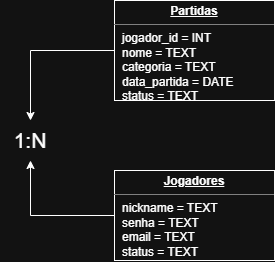 Partidas
jogador_id = INT
nome = TEXT
categoria = TEXT
data_partida = DATE
status = TEXT
1:N
Jogadores
nickname = TEXT
senha = TEXT
email = TEXT
status = TEXT